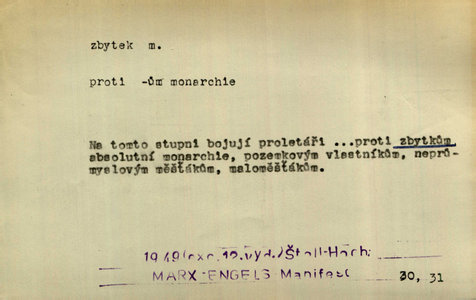 zbytek m.
proti -ům monarchie
Na tomto stupni bojují proletáři ...proti zbytkům
absolutní monarchie, pozemkovým vlastníkům, neprů-
myslovým měšťákům, maloměšťákům.
1949(exc.12.vyd./Štoll-Hoch:
MARX-ENGELS Manifest 30, 31